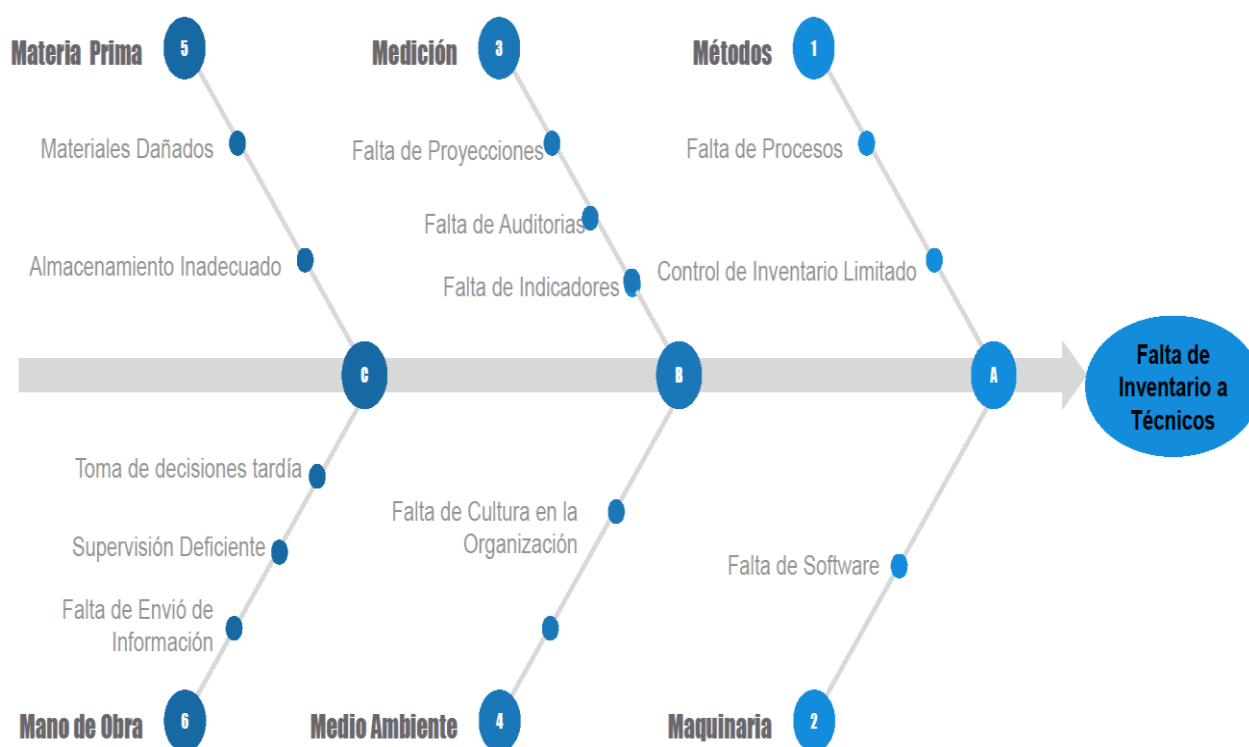 Materia Prima
5
Medición
3
Métodos
1
Materiales Dañados
Falta de Proyecciones
Falta de Procesos
Falta de Auditorias
Almacenamiento Inadecuado
Falta de Indicadores
Control de Inventario Limitado
C
B
A
Falta de
Inventario a
Técnicos
Toma de decisiones tardía
Falta de Cultura en la
Organización
Supervisión Deficiente
Falta de Software
Falta de Envió de
Información
Mano de Obra
6
Medio Ambiente
4
Maquinaria
2